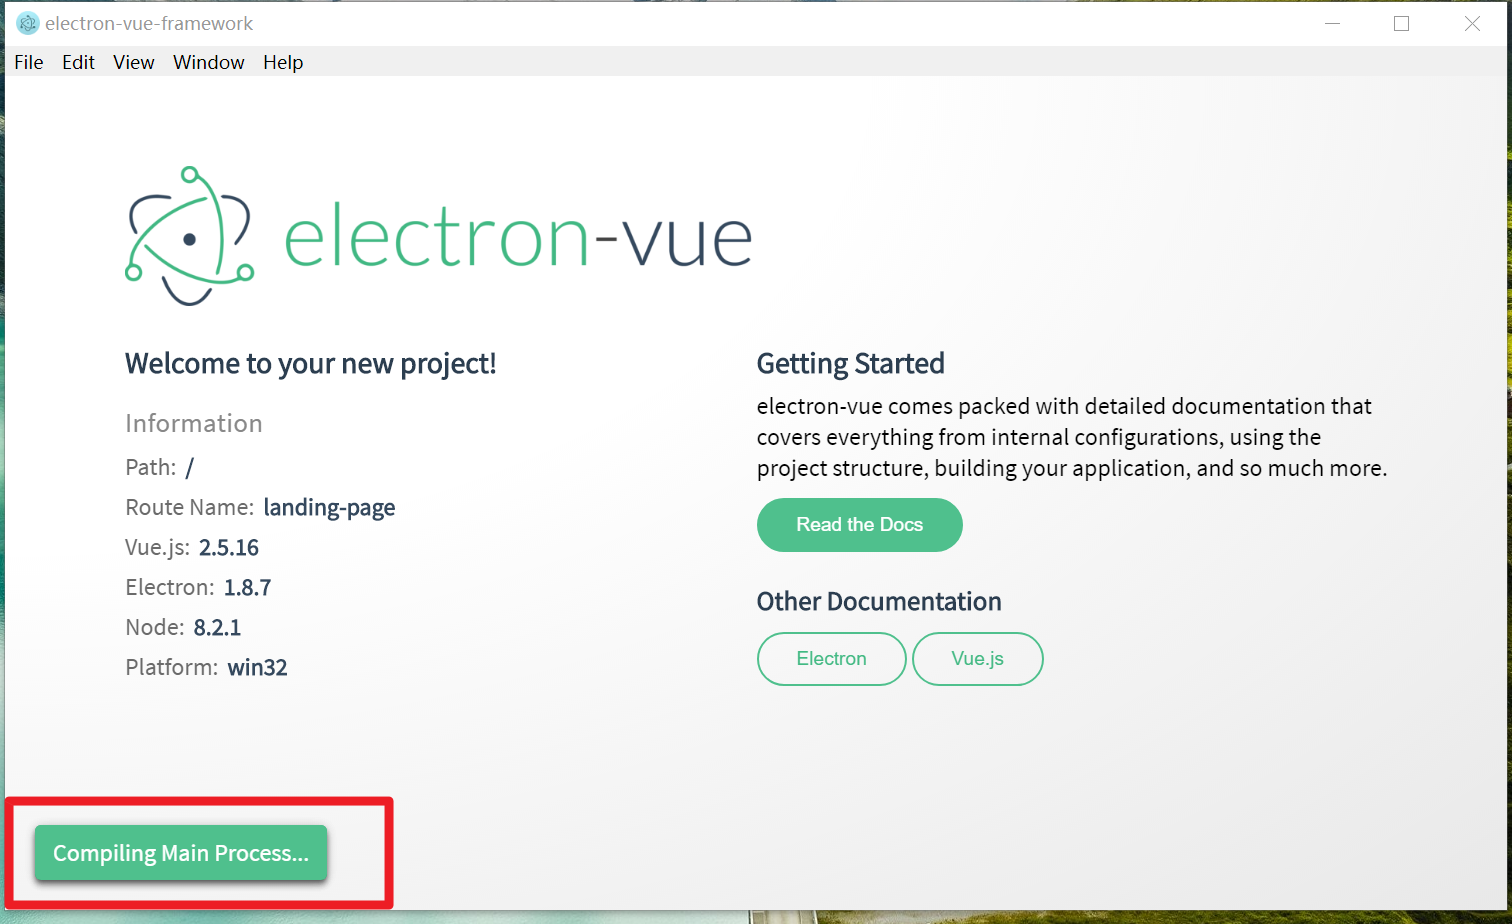 electron-vue-framework
File Edit View Window Help
electron-vue
Welcome to your new project!
Information
Path: /
Route Name: landing-page
Vue.js: 2.5.16
Electron: 1.8.7
Node: 8.2.1
Platform: win32
Getting Started
electron-vue comes packed with detailed documentation that
covers everything from internal configurations, using the
project structure, building your application, and so much more.
Read the Docs
Other Documentation
Electron
Vue.js
Compiling Main Process...